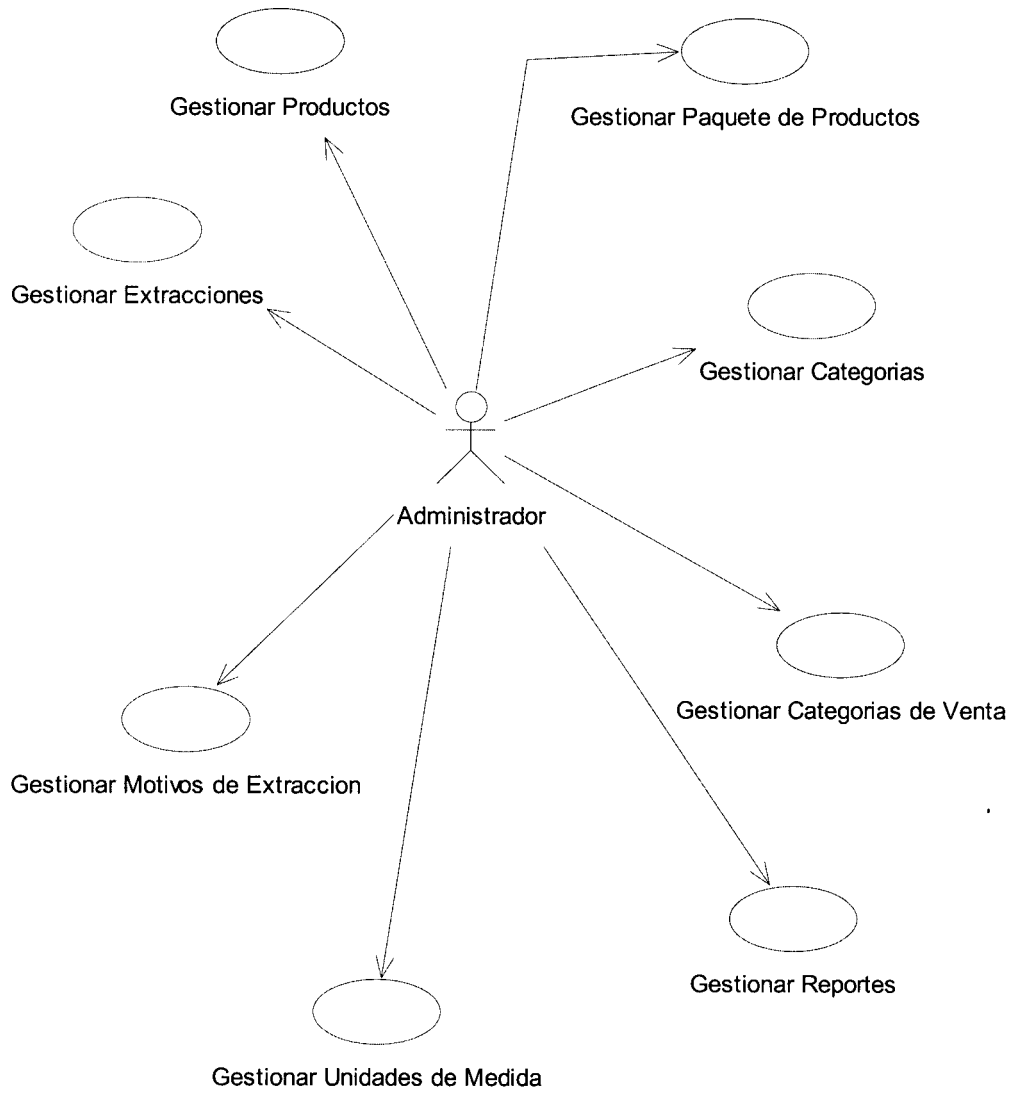 Gestionar Productos
Gestionar Paquete de Productos
Gestionar Extracciones
Gestionar Categorias
Administrador
Gestionar Categorias de Venta
Gestionar Motivos de Extraccion
Gestionar Reportes
Gestionar Unidades de Medida